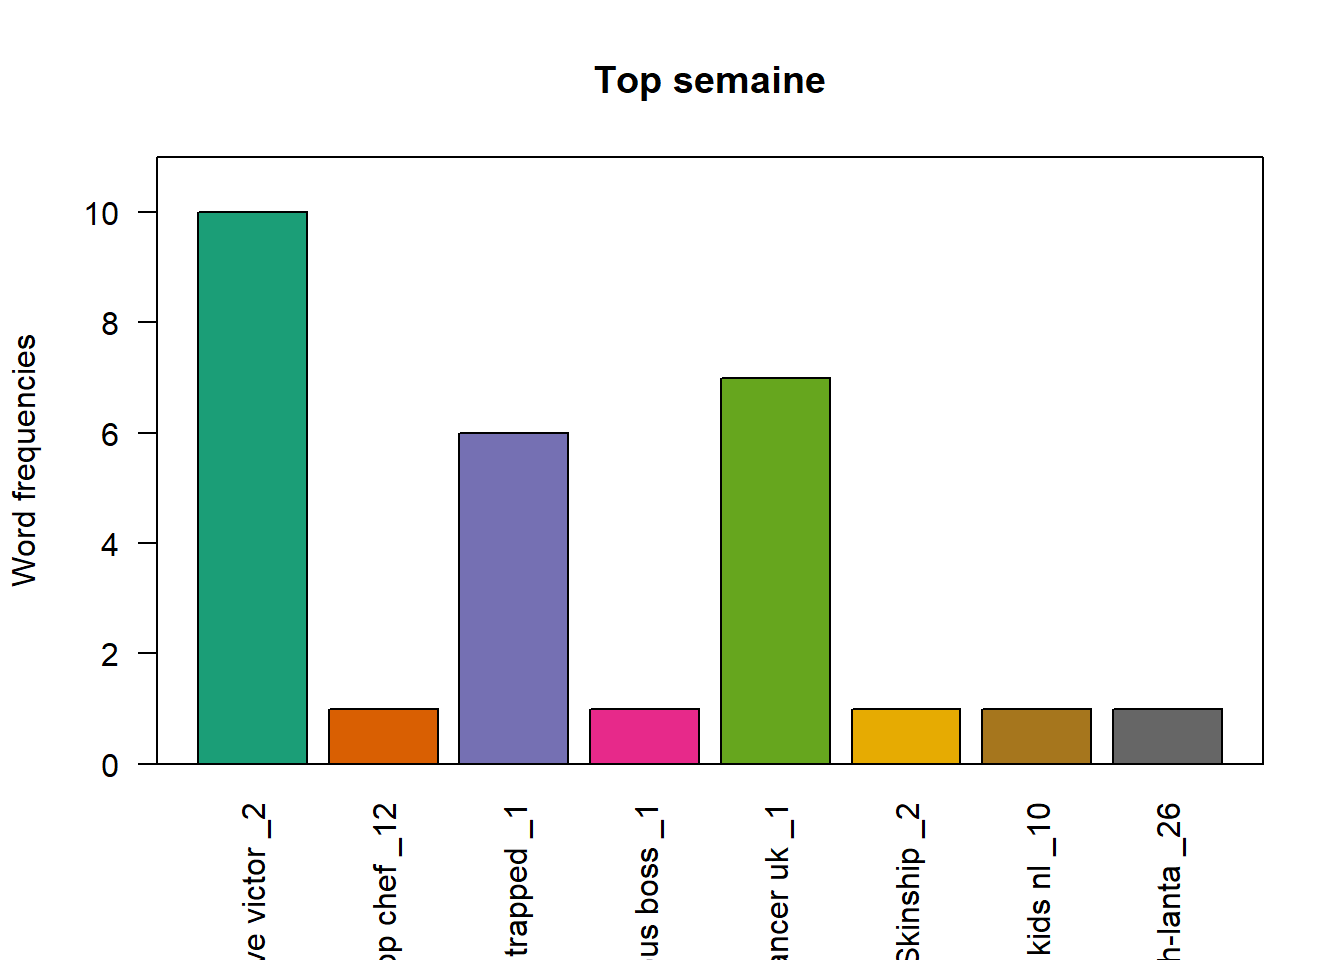 Top semaine
Word frequencies
10
8
6
4
2
0
ve victor _2
op chef _12
trapped _1
ous boss _1
ancer uk _1
Skinship _2
kids nl _10
h-lanta _26